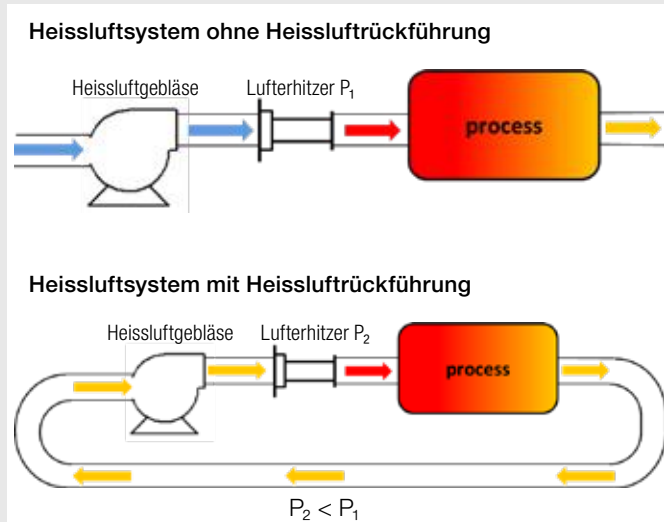 Heissluftsystem ohne Heissluftrückführung
Heissluftgebläse Lufterhitzer P₁
process
Heissluftsystem mit Heissluftrückführung
Heissluftgebläse Lufterhitzer P₂
process
P₂ < P₁